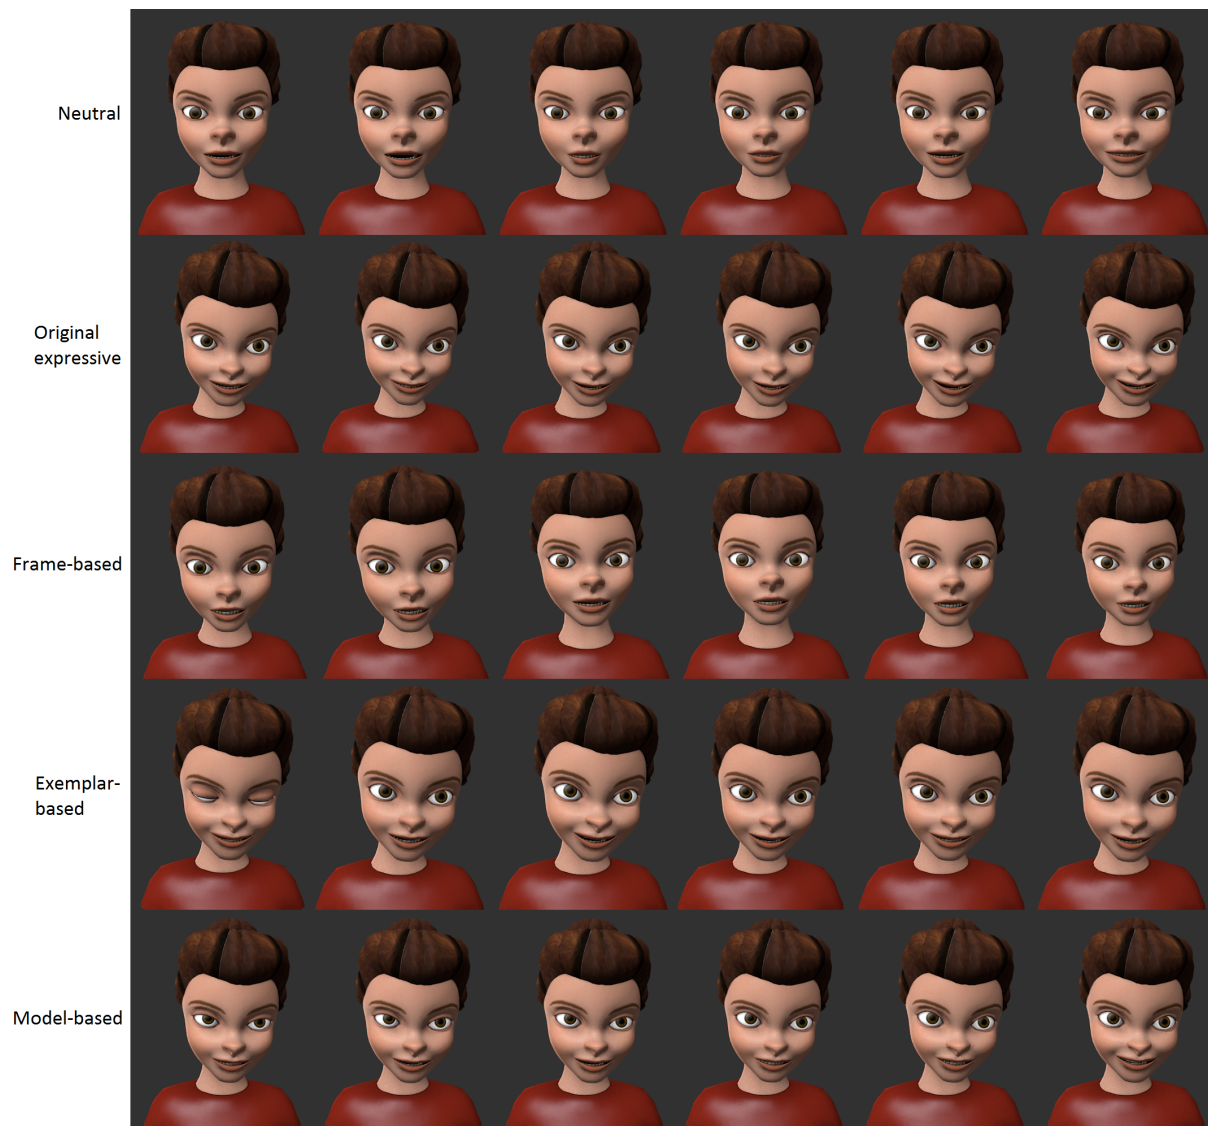 Neutral
Original
expressive
Frame-based
Exemplar-
based
Model-based